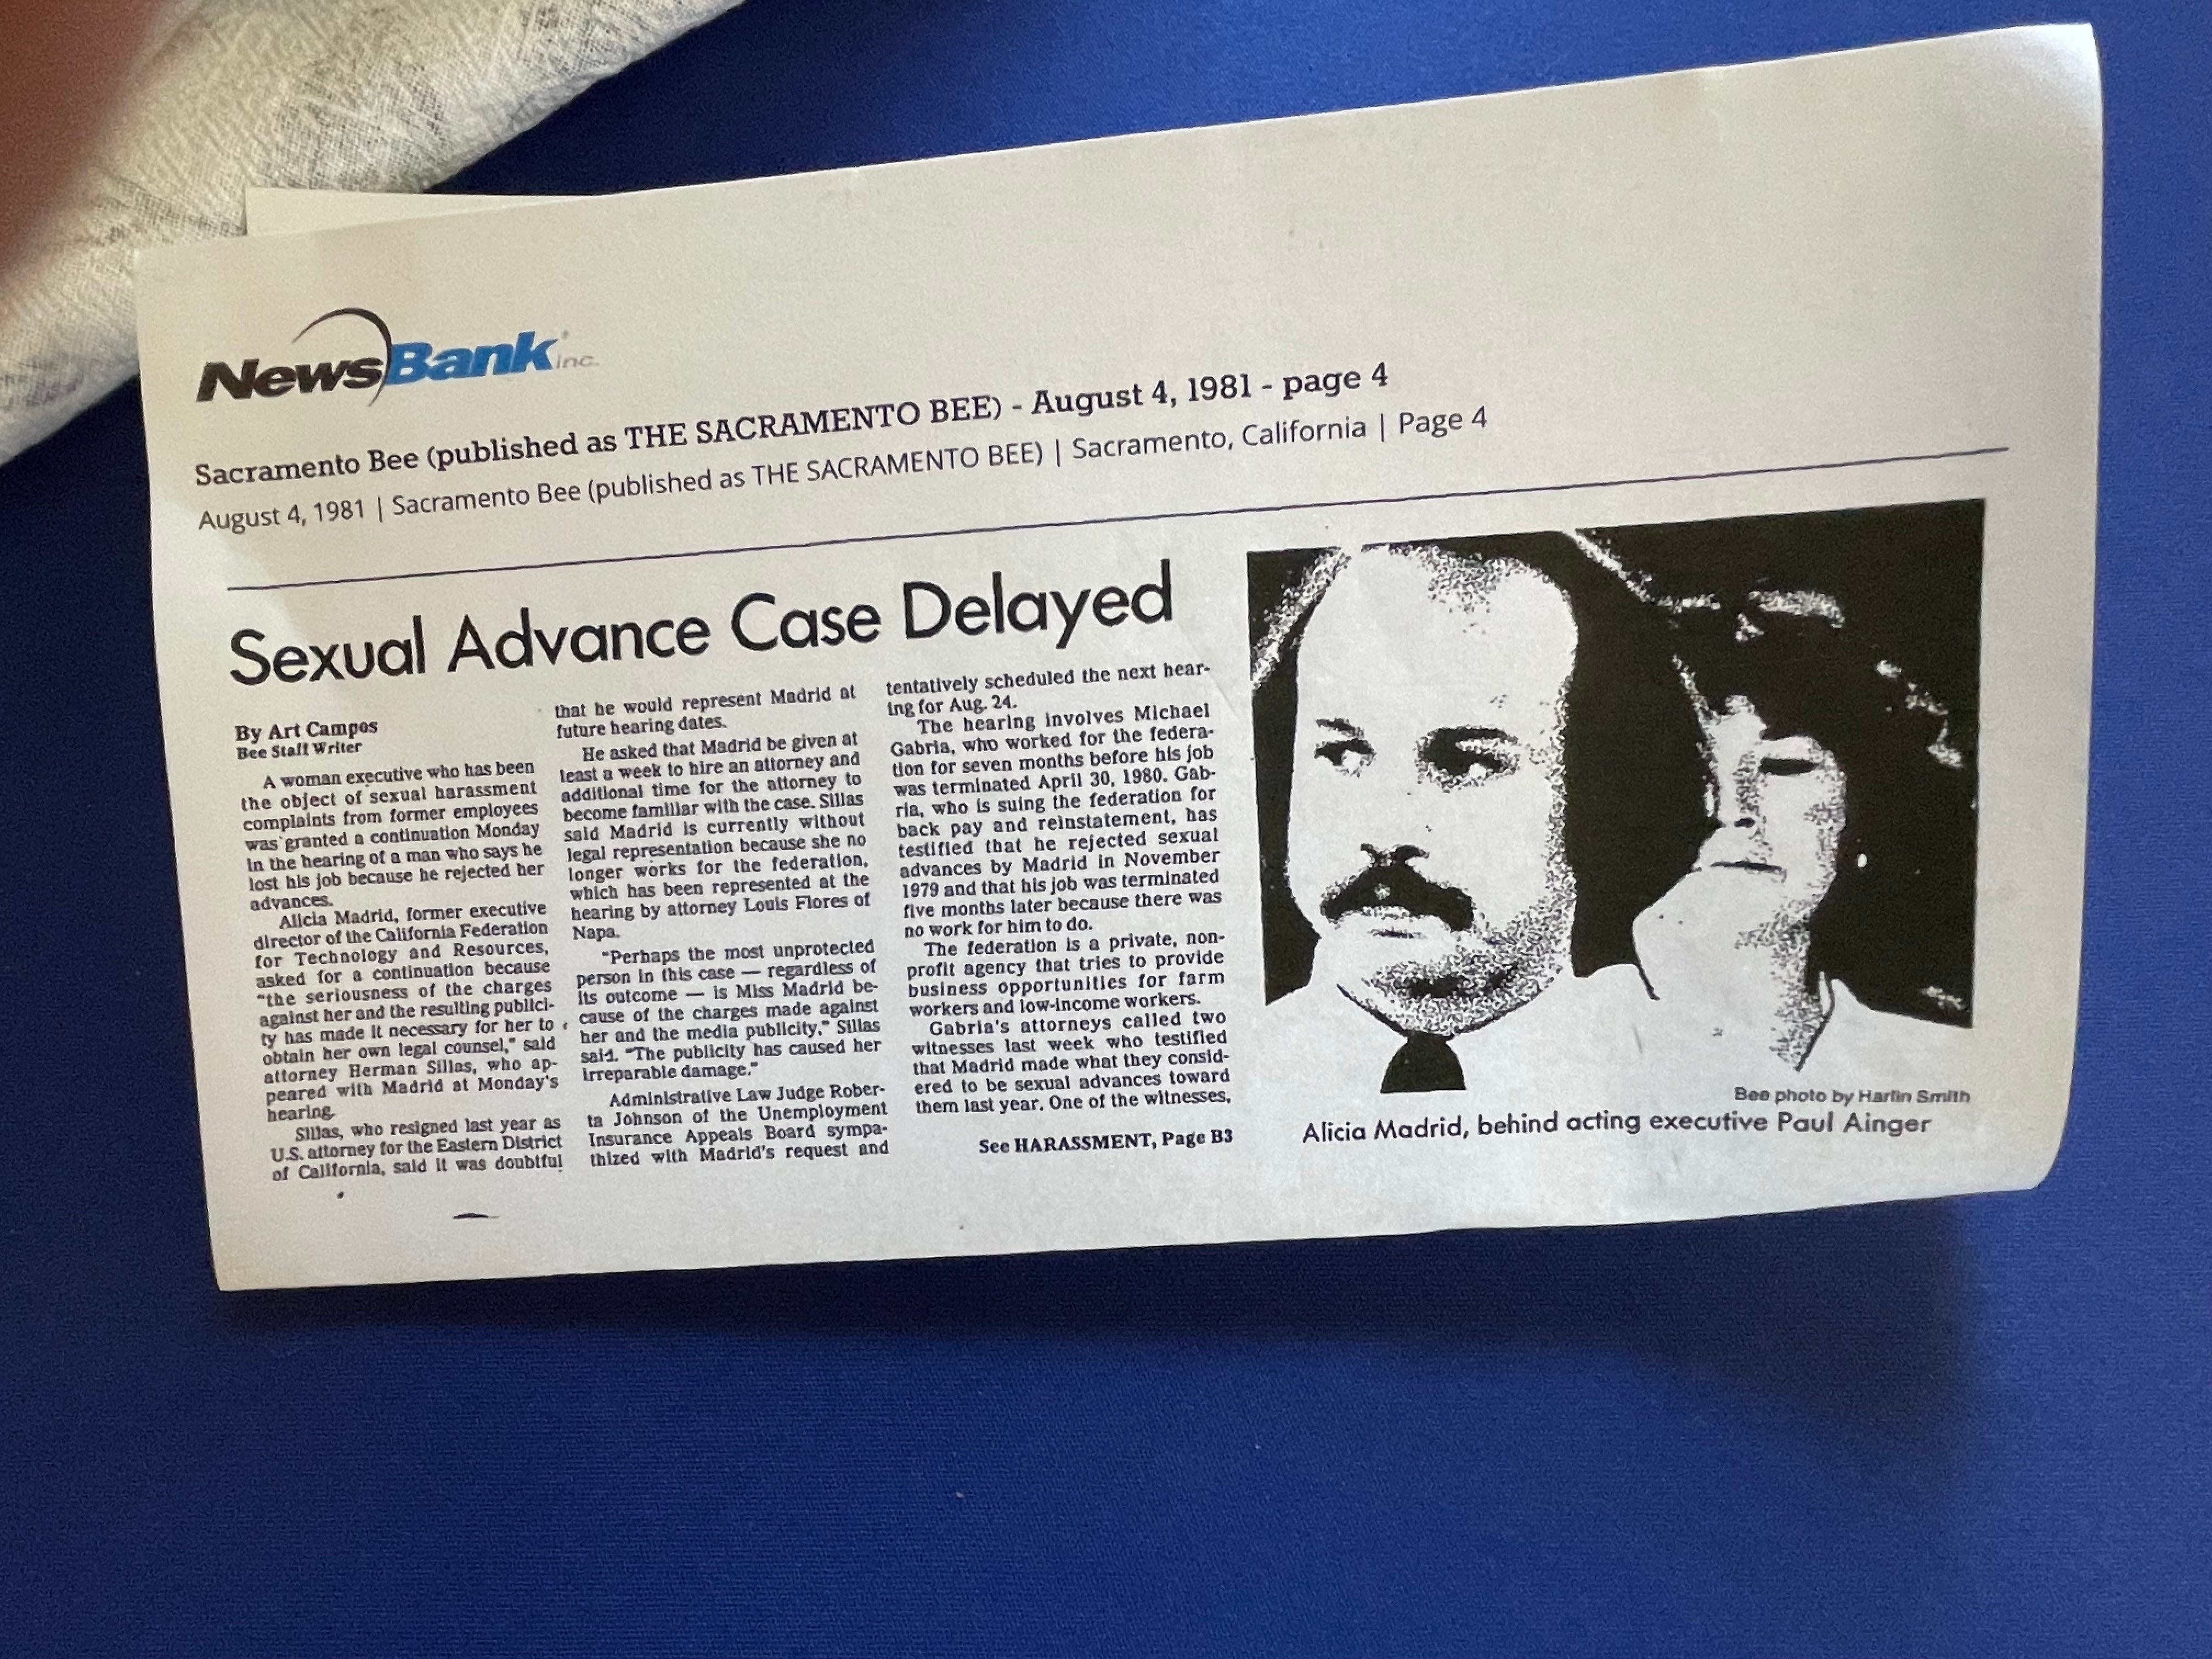 NewsBank inc.
Sacramento Bee (published as THE SACRAMENTO BEE) - August 4, 1981 - page 4
August 4, 1981 | Sacramento Bee (published as THE SACRAMENTO BEE) | Sacramento, California | Page 4
Sexual Advance Case Delayed
By Art Campos
Bee Staff Writer
A woman executive who has been
the object of sexual harassment
complaints from former employees
was granted a continuation Monday
in the hearing of a man who says he
lost his job because he rejected her
advances.
Alicia Madrid, former executive
director of the California Federation
for Technology and Resources,
asked for a continuation because
"the seriousness of the charges
against her and the resulting publici-
ty has made it necessary for her to
obtain her own legal counsel," said
attorney Herman Sillas, who ap-
peared with Madrid at Monday's
hearing.
Sillas, who resigned last year as
U.S. attorney for the Eastern District
of California, said it was doubtful
that he would represent Madrid at
future hearing dates.
He asked that Madrid be given at
least a week to hire an attorney and
additional time for the attorney to
become familiar with the case. Sillas
said Madrid is currently without
legal representation because she no
longer works for the federation,
which has been represented at the
hearing by attorney Louis Flores of
Napa.
"Perhaps the most unprotected
person in this case — regardless of
its outcome — is Miss Madrid be-
cause of the charges made against
her and the media publicity," Sillas
said. "The publicity has caused her
irreparable damage."
Administrative Law Judge Rober-
ta Johnson of the Unemployment
Insurance Appeals Board sympa-
thized with Madrid's request and
tentatively scheduled the next hear-
ing for Aug. 24.
The hearing involves Michael
Gabria, who worked for the federa-
tion for seven months before his job
was terminated April 30, 1980. Gab-
ria, who is suing the federation for
back pay and reinstatement, has
testified that he rejected sexual
advances by Madrid in November
1979 and that his job was terminated
five months later because there was
no work for him to do.
The federation is a private, non-
profit agency that tries to provide
business opportunities for farm
workers and low-income workers.
Gabria's attorneys called two
witnesses last week who testified
that Madrid made what they consid-
ered to be sexual advances toward
them last year. One of the witnesses,
See HARASSMENT, Page B3
Bee photo by Harlin Smith
Alicia Madrid, behind acting executive Paul Ainger